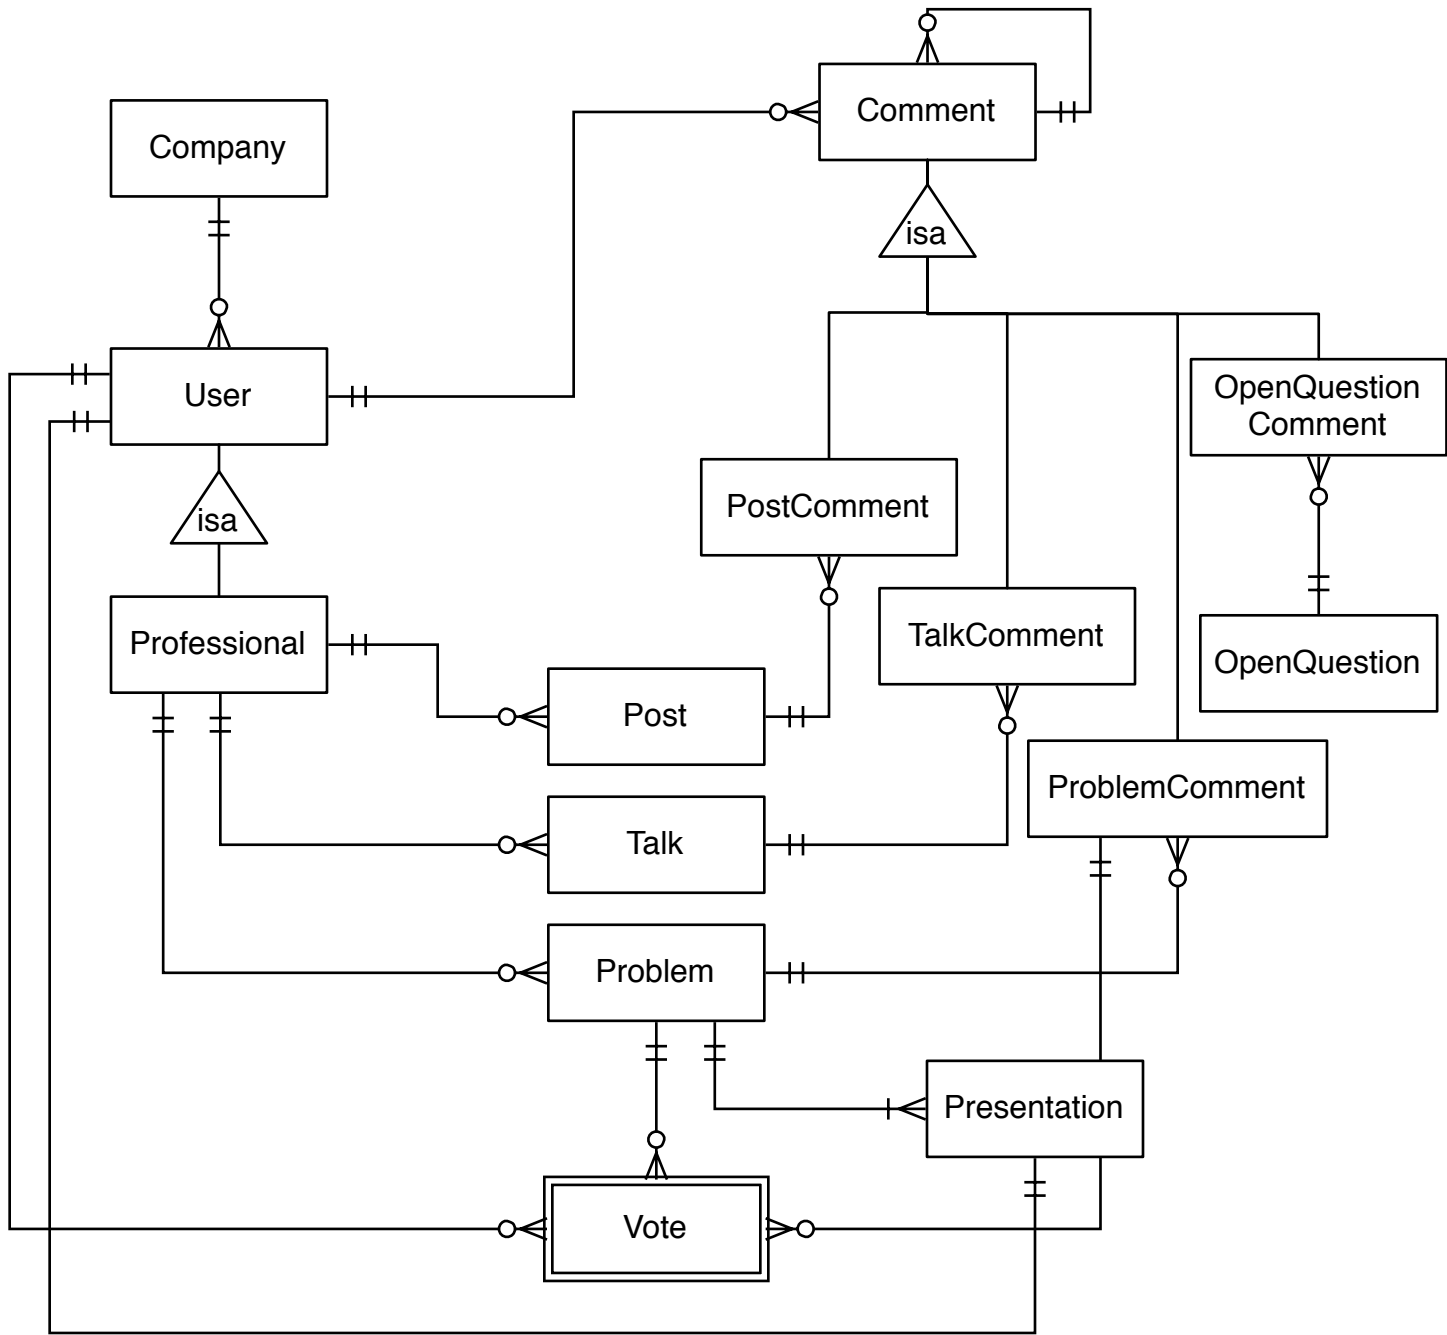 Comment
Company
isa
User
OpenQuestion
Comment
PostComment
isa
Professional
TalkComment
OpenQuestion
Post
ProblemComment
Talk
Problem
Presentation
Vote